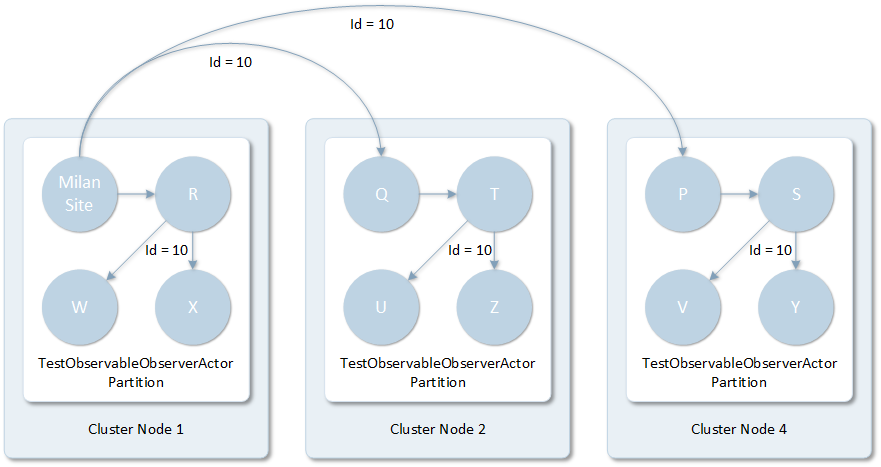 Id = 10
Id = 10
Milan
Site
R
Id = 10
W
X
TestObservableObserverActor
Partition
Cluster Node 1
Q
T
Id = 10
U
Z
TestObservableObserverActor
Partition
Cluster Node 2
P
S
Id = 10
V
Y
TestObservableObserverActor
Partition
Cluster Node 4